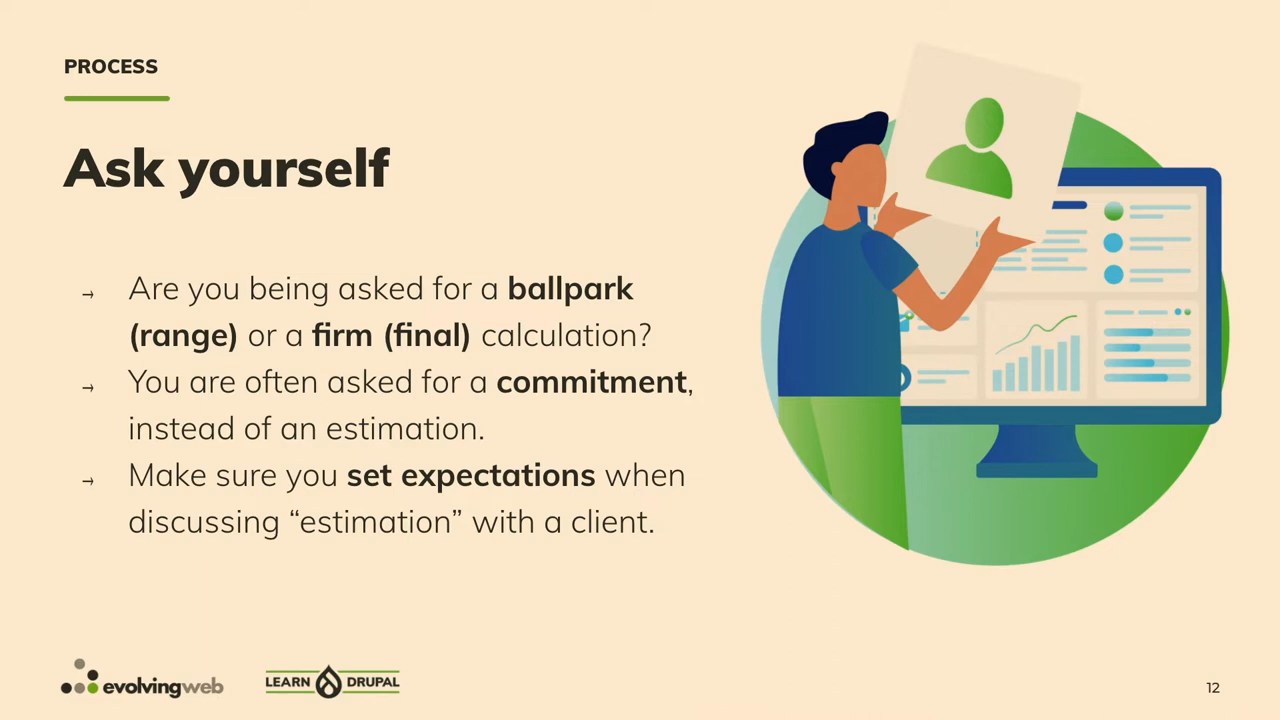 PROCESS
Ask yourself
→ Are you being asked for a ballpark
(range) or a firm (final) calculation?
→ You are often asked for a commitment,
instead of an estimation.
→ Make sure you set expectations when
discussing “estimation” with a client.
evolvingweb
LEARN DRUPAL
12